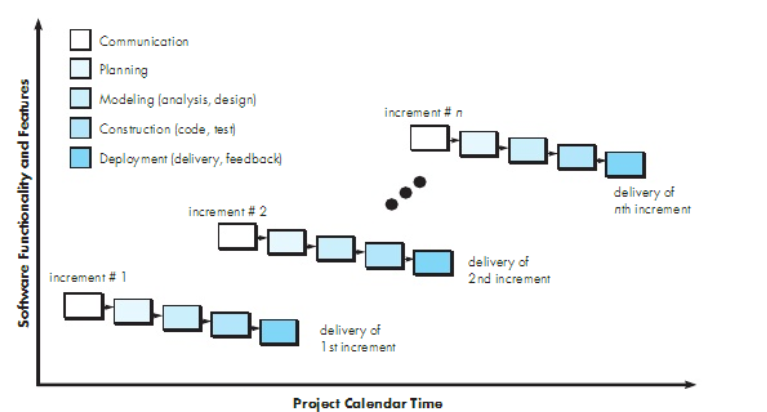 Software Functionality and Features
Communication
Planning
Modeling (analysis, design)
Construction (code, test)
Deployment (delivery, feedback)
increment # n
delivery of
nth increment
increment # 2
delivery of
2nd increment
increment # 1
delivery of
1st increment
Project Calendar Time